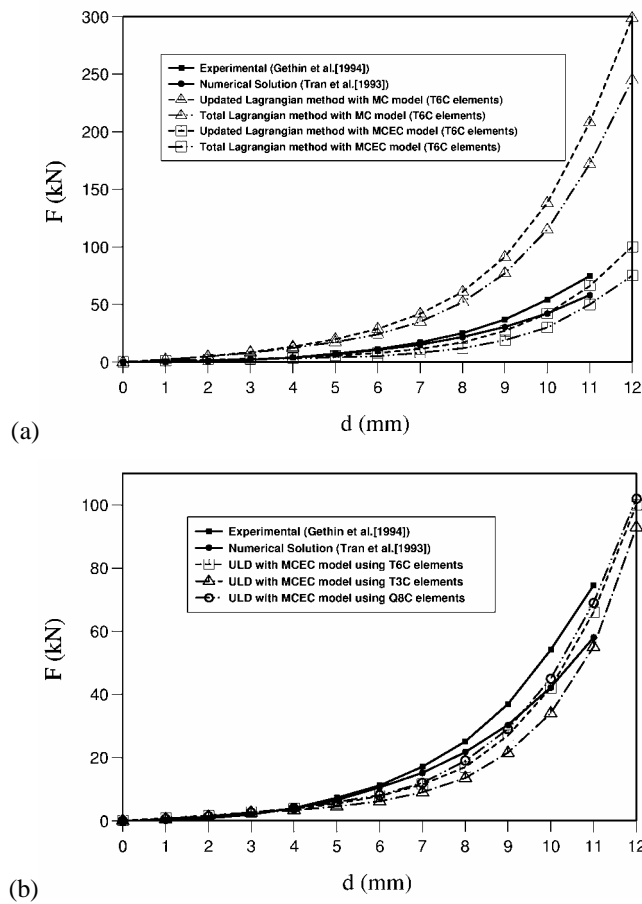 300
250
200
150
100
50
0
F (kN)
Experimental (Gethin et al.[1994])
Numerical Solution (Tran et al.[1993])
Updated Lagrangian method with MC model (T6C elements)
Total Lagrangian method with MC model (T6C elements)
Updated Lagrangian method with MCEC model (T6C elements)
Total Lagrangian method with MCEC model (T6C elements)
0 1 2 3 4 5 6 7 8 9 10 11 12
d (mm)
(a)
100
80
60
40
20
0
F (kN)
Experimental (Gethin et al.[1994])
Numerical Solution (Tran et al.[1993])
ULD with MCEC model using T6C elements
ULD with MCEC model using T3C elements
ULD with MCEC model using Q8C elements
0 1 2 3 4 5 6 7 8 9 10 11 12
d (mm)
(b)